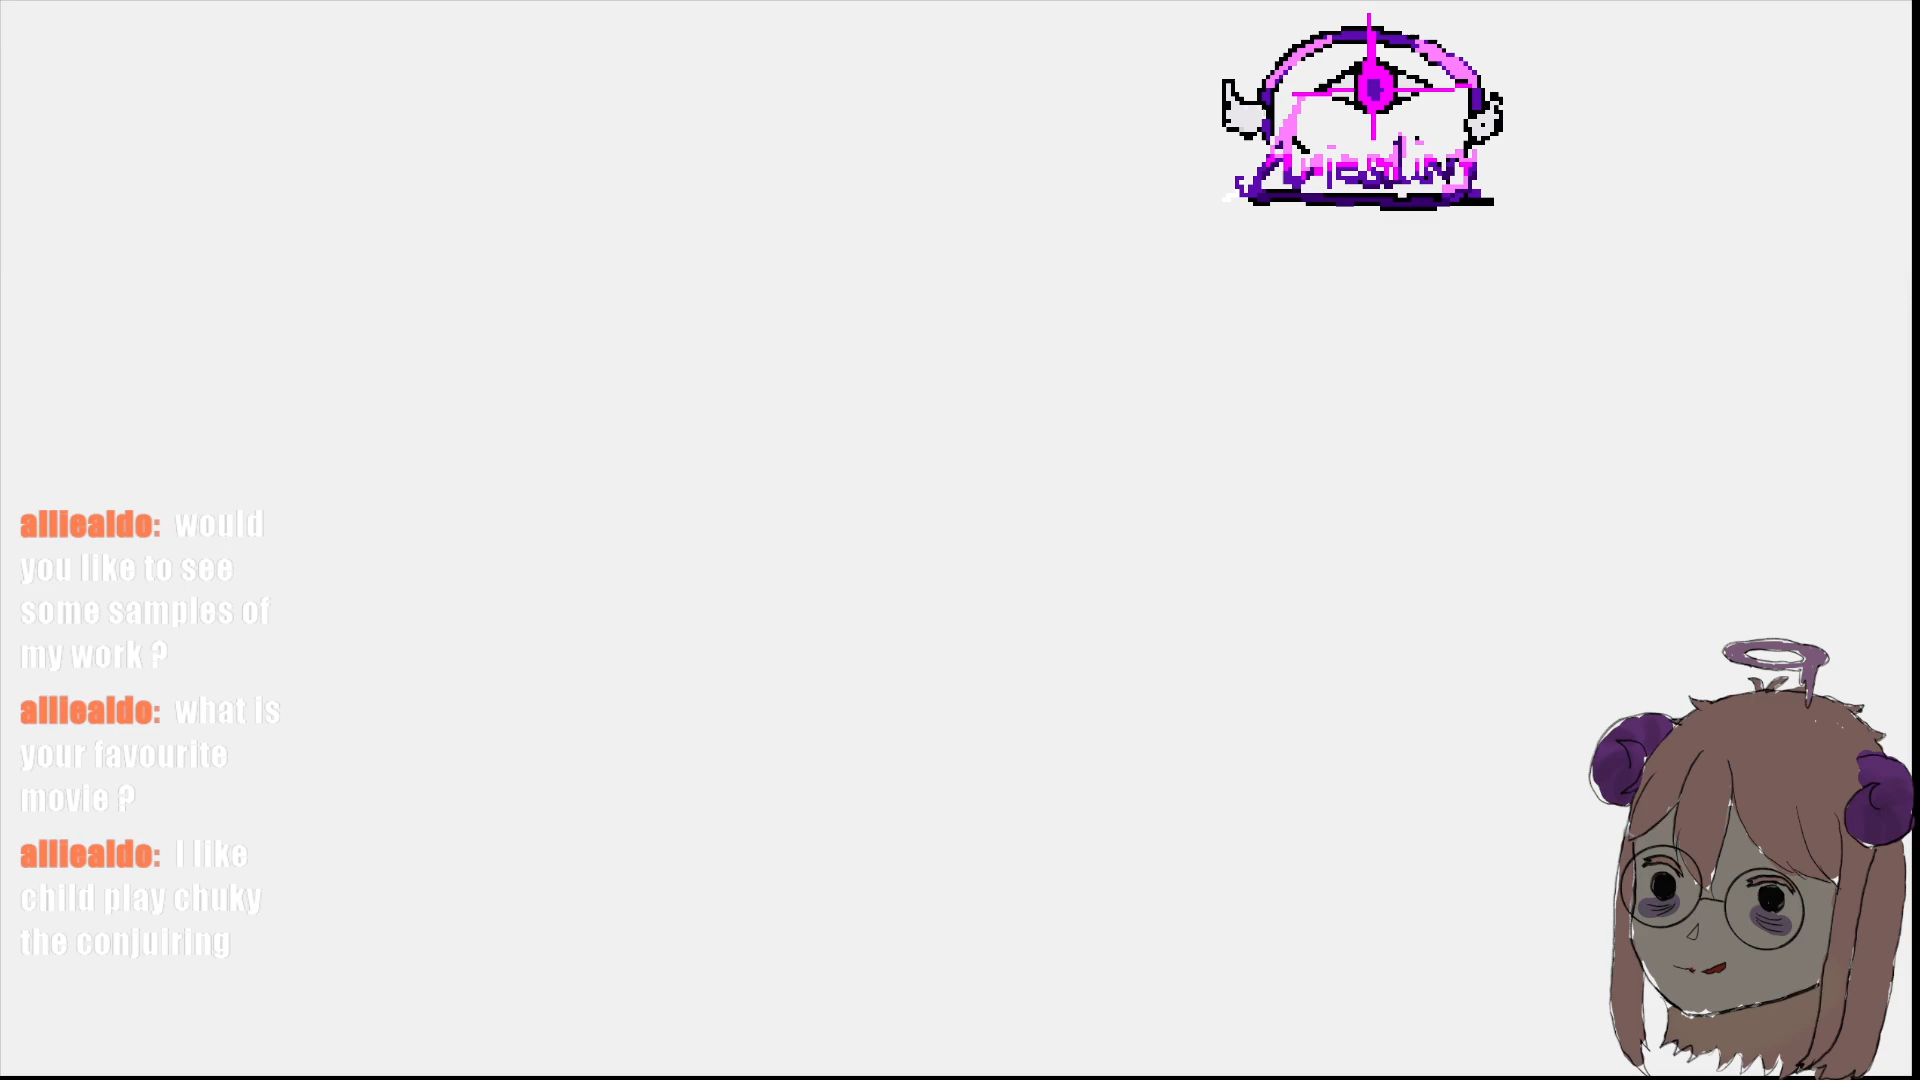 alliealdo: would
you like to see
some samples of
my work ?
alliealdo: what is
your favourite
movie ?
alliealdo: I like
child play chuky
the conjuiring